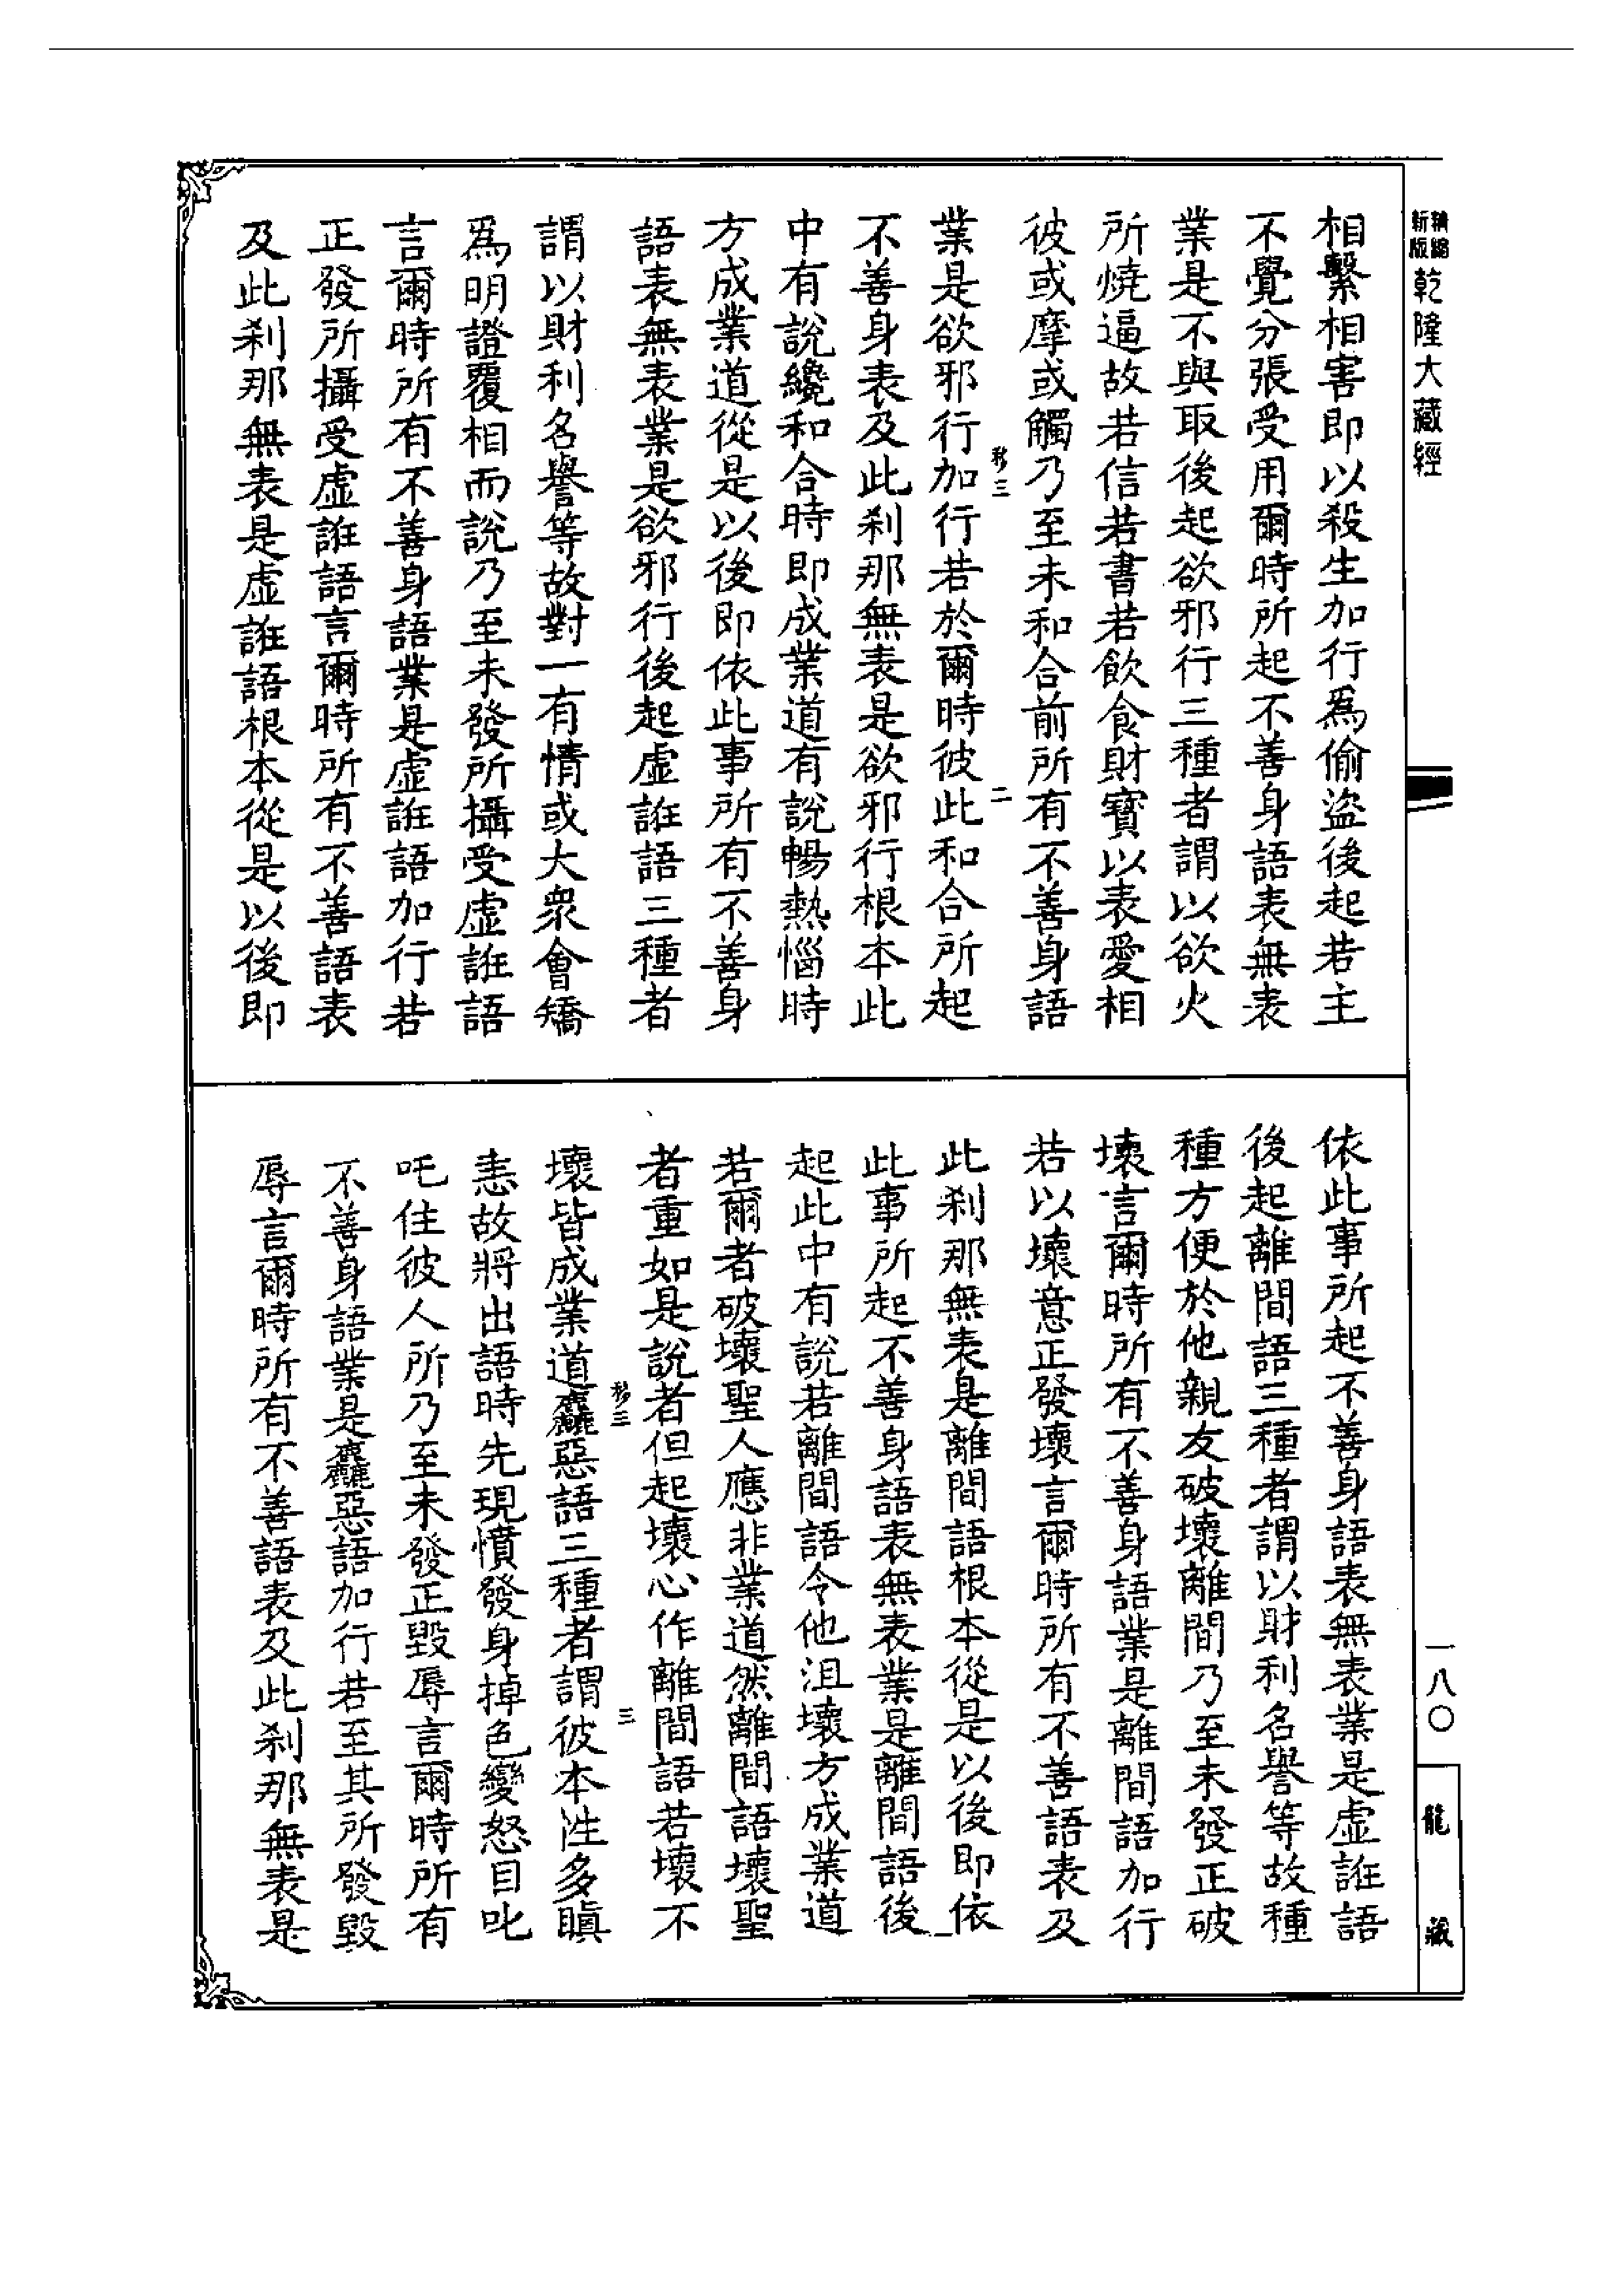 精縮新版乾隆大藏經
相繫相害即以殺生加行爲偷盜後起若主
不覺分張受用爾時所起不善身語表無表
業是不與取後起欲邪行三種者謂以欲火
所燒逼故若信若書若飲食財寶以表愛相
彼或摩或觸乃至未和合前所有不善身語
移三
二
業是欲邪行加行若於爾時彼此和合所起
不善身表及此刹那無表是欲邪行根本此
中有說纔和合時即成業道有說暢熱惱時
方成業道從是以後即依此事所有不善身
語表無表業是欲邪行後起虛誑語三種者
謂以財利名譽等故對一有情或大衆會矯
爲明證覆相而說乃至未發所攝受虛誑語
言爾時所有不善身語業是虛誑語加行若
正發所攝受虛誑語言爾時所有不善語表
及此刹那無表是虛誑語根本從是以後即
依此事所起不善身語表無表業是虛誑語
後起離間語三種者謂以財利名譽等故種
種方便於他親友破壞離間乃至未發正破
壞言爾時所有不善身語業是離間語加行
若以壞意正發壞言爾時所有不善語表及
此刹那無表是離間語根本從是以後即依
此事所起不善身語表無表業是離間語後
起此中有說若離間語令他沮壞方成業道
若爾者破壞聖人應非業道然離間語壞聖
者重如是說者但起壞心作離間語若壞不
移三
三
壞皆成業道麤惡語三種者謂彼本性多瞋
恚故將出語時先現憤發身掉色變怒目叱
吒住彼人所乃至未發正毀辱言爾時所有
不善身語業是麤惡語加行若至其所發毀
辱言爾時所有不善語表及此刹那無表是
一八〇
龍藏